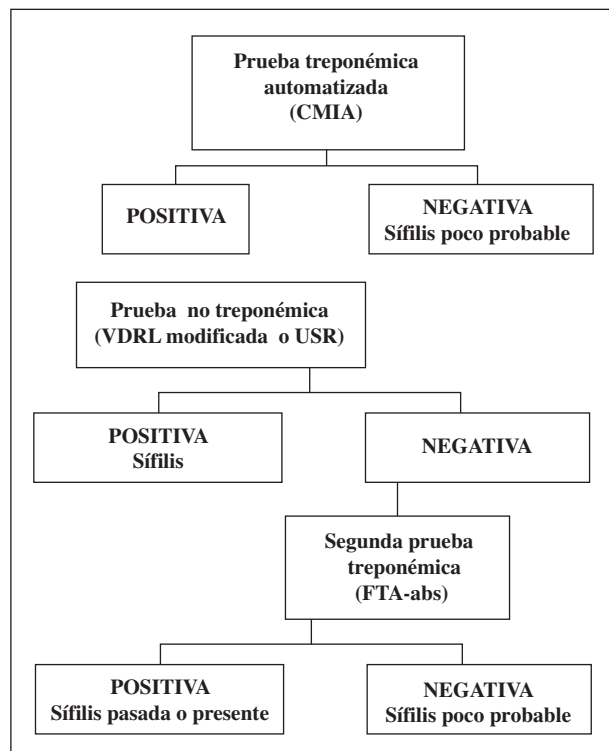 Prueba treponémica
automatizada
(CMIA)
POSITIVA
NEGATIVA
Sífilis poco probable
Prueba no treponémica
(VDRL modificada o USR)
POSITIVA
Sífilis
NEGATIVA
Segunda prueba
treponémica
(FTA-abs)
POSITIVA
Sífilis pasada o presente
NEGATIVA
Sífilis poco probable